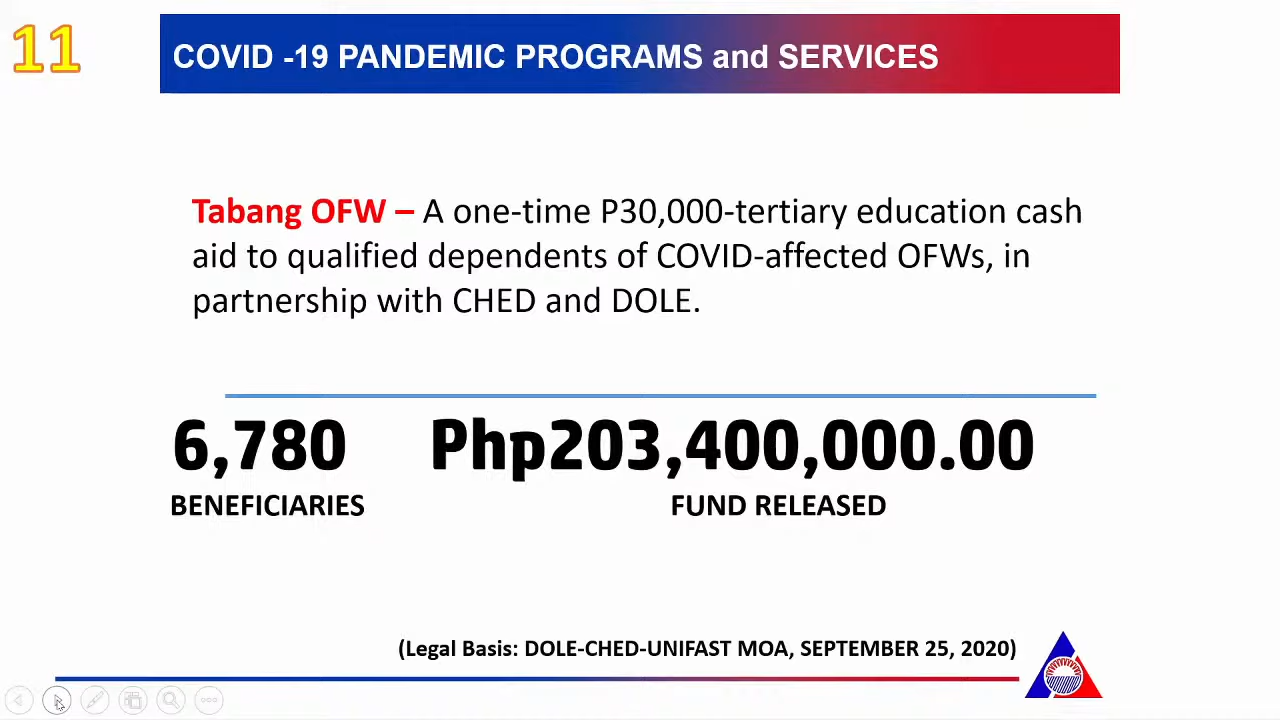 11
COVID -19 PANDEMIC PROGRAMS and SERVICES
Tabang OFW – A one-time P30,000-tertiary education cash
aid to qualified dependents of COVID-affected OFWs, in
partnership with CHED and DOLE.
6,780 Php203,400,000.00
BENEFICIARIES FUND RELEASED
(Legal Basis: DOLE-CHED-UNIFAST MOA, SEPTEMBER 25, 2020)